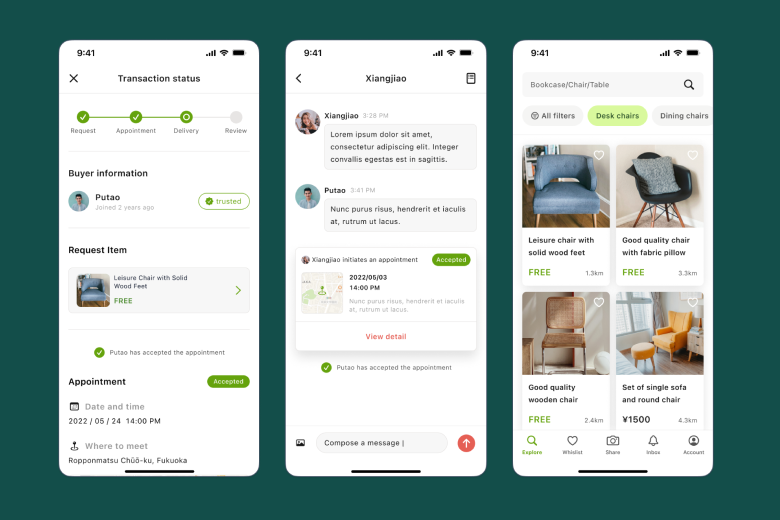 9:41
Transaction status
Request
Appointment
Delivery
Review
Buyer information
Putao
Joined 2 years ago
trusted
Request Item
Leisure Chair with Solid
Wood Feet
FREE
Putao has accepted the appointment
Appointment
Accepted
Date and time
2022 / 05 / 24 14:00 PM
Where to meet
Ropponmatsu Chūō-ku, Fukuoka
9:41
Xiangjiao
Xiangjiao 3:28 PM
Lorem ipsum dolor sit amet,
consectetur adipiscing elit. Integer
convallis egestas est in sagittis.
Putao 3:41 PM
Nunc purus risus, hendrerit et iaculis
at, rutrum ut lacus.
Xiangjiao initiates an appointment
Accepted
2022/05/03
14:00 PM
Nunc purus risus, hendrerit et iaculis
at, rutrum ut lacus.
View detail
Putao has accepted the appointment
Compose a message |
9:41
Bookcase/Chair/Table
All filters
Desk chairs
Dining chairs
Leisure chair with
solid wood feet
FREE
1.3km
Good quality chair
with fabric pillow
FREE
3.3km
Good quality
wooden chair
FREE
2.4km
Set of single sofa
and round chair
¥1500
4.3km
Explore
Whislist
Share
Inbox
Account